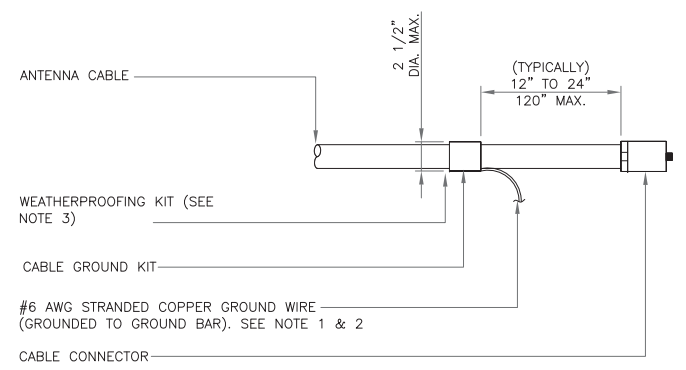 2 1/2"
DIA. MAX.
(TYPICALLY)
12" TO 24"
120" MAX.
ANTENNA CABLE
WEATHERPROOFING KIT (SEE
NOTE 3)
CABLE GROUND KIT
#6 AWG STRANDED COPPER GROUND WIRE
(GROUNDED TO GROUND BAR). SEE NOTE 1 & 2
CABLE CONNECTOR